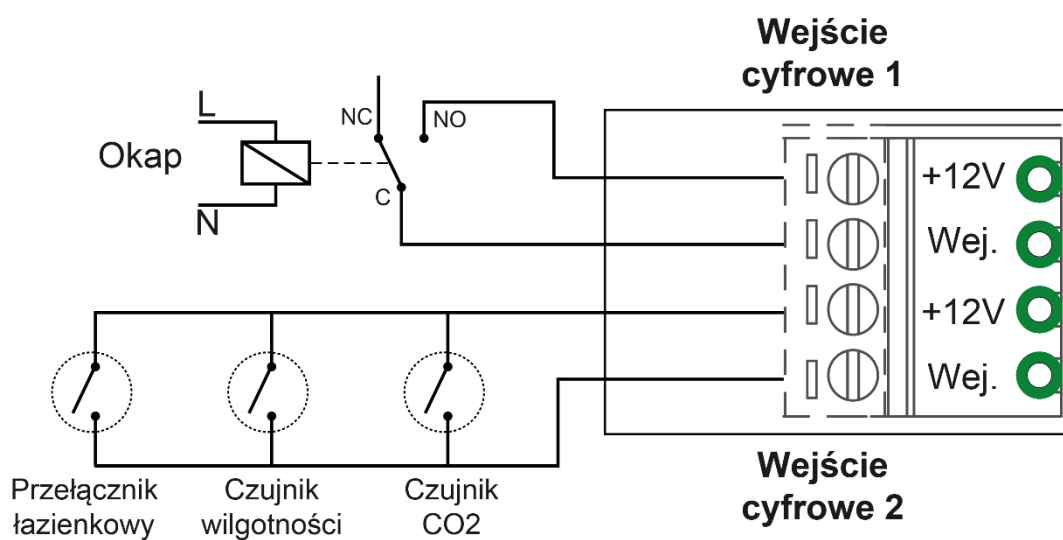 Wejście
cyfrowe 1
L
Okap
N
NC
NO
C
+12V
Wej.
+12V
Wej.
Przełącznik
łazienkowy
Czujnik
wilgotności
Czujnik
CO2
Wejście
cyfrowe 2